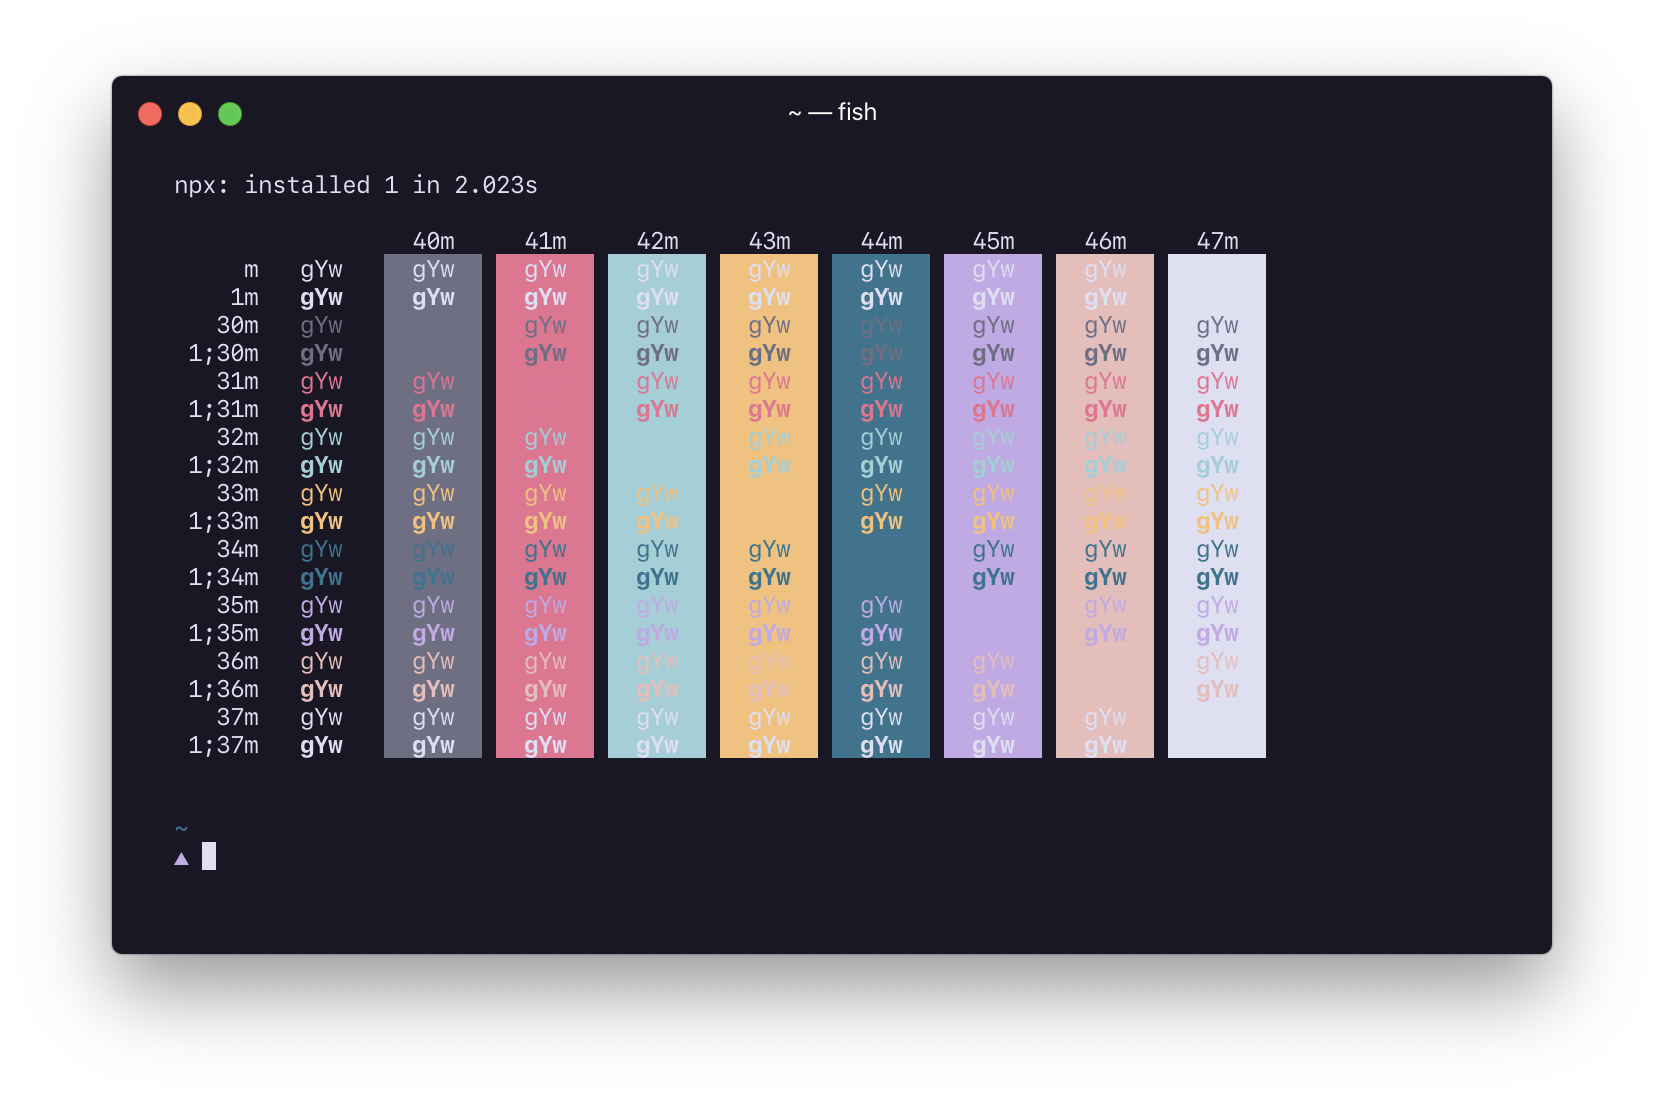 ~ — fish
npx: installed 1 in 2.023s
40m 41m 42m 43m 44m 45m 46m 47m
m gYw gYw gYw gYw gYw gYw gYw gYw
1m gYw gYw gYw gYw gYw gYw gYw gYw
30m gYw gYw gYw gYw gYw gYw gYw gYw
1;30m gYw gYw gYw gYw gYw gYw gYw gYw
31m gYw gYw gYw gYw gYw gYw gYw gYw
1;31m gYw gYw gYw gYw gYw gYw gYw gYw
32m gYw gYw gYw gYw gYw gYw gYw gYw
1;32m gYw gYw gYw gYw gYw gYw gYw gYw
33m gYw gYw gYw gYw gYw gYw gYw gYw
1;33m gYw gYw gYw gYw gYw gYw gYw gYw
34m gYw gYw gYw gYw gYw gYw gYw gYw
1;34m gYw gYw gYw gYw gYw gYw gYw gYw
35m gYw gYw gYw gYw gYw gYw gYw gYw
1;35m gYw gYw gYw gYw gYw gYw gYw gYw
36m gYw gYw gYw gYw gYw gYw gYw gYw
1;36m gYw gYw gYw gYw gYw gYw gYw gYw
37m gYw gYw gYw gYw gYw gYw gYw gYw
1;37m gYw gYw gYw gYw gYw gYw gYw gYw
~
▲